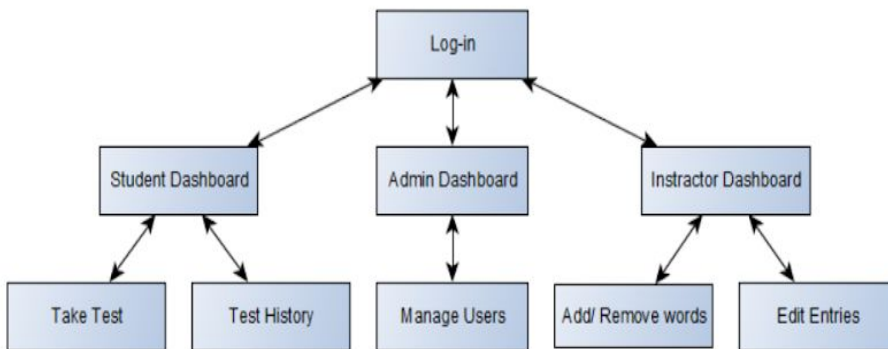 Log-in
Student Dashboard
Admin Dashboard
Instractor Dashboard
Take Test
Test History
Manage Users
Add/ Remove words
Edit Entries